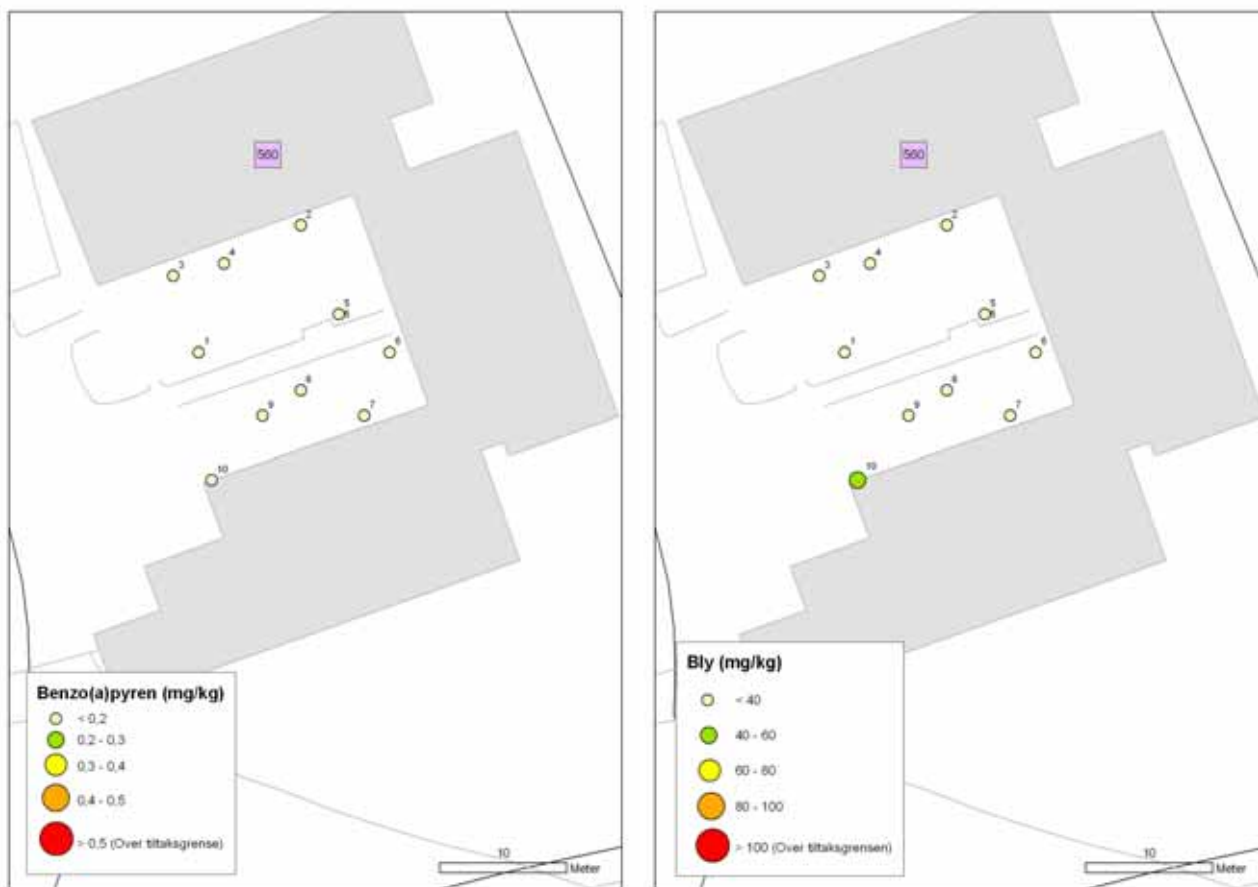 560
2
4
3
5
6
1
6
8
9
7
10
Benzo(a)pyren (mg/kg)
< 0,2
0,2 - 0,3
0,3 - 0,4
0,4 - 0,5
> 0,5 (Over tiltaksgrense)
10
Meter
560
2
4
3
5
6
1
6
8
9
7
10
Bly (mg/kg)
< 40
40 - 60
60 - 80
80 - 100
> 100 (Over tiltaksgrensen)
10
Meter